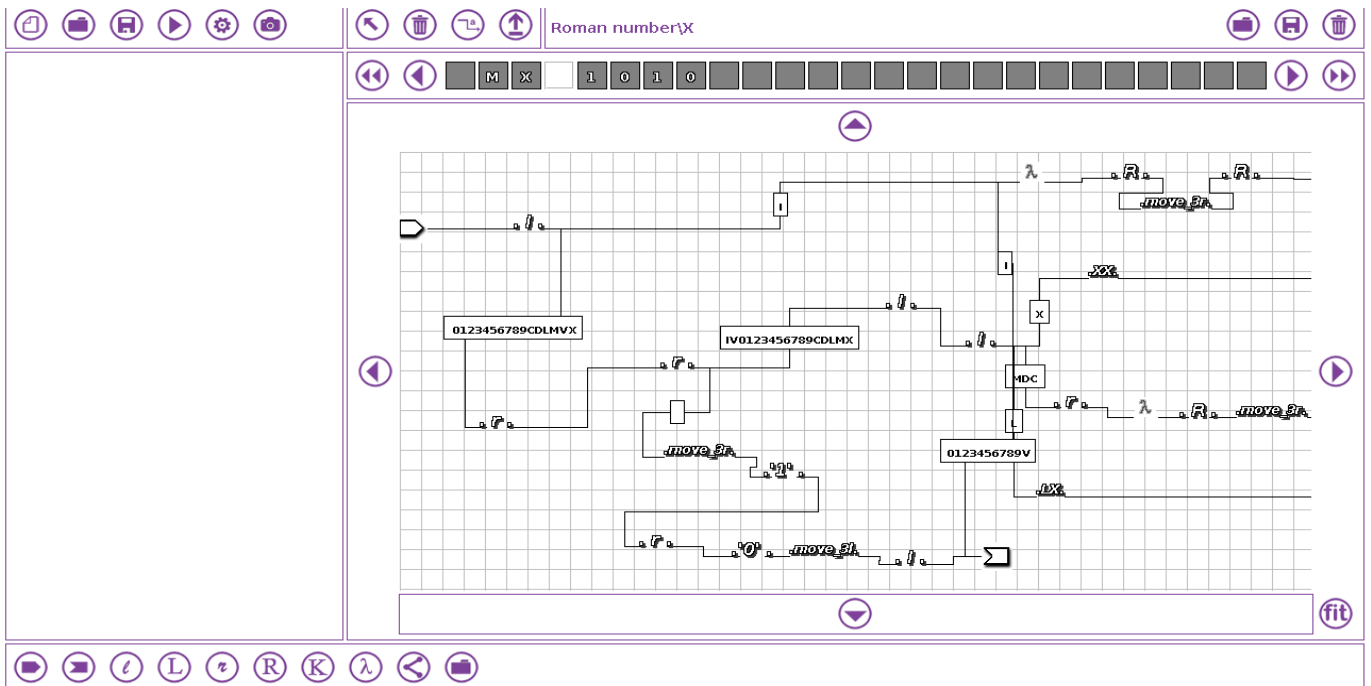 Roman number\X
M X 1 0 1 0
λ .R. .R.
.move_3r.
I
.l.
I
.XX.
.l.
X
0123456789CDLMVX
IV0123456789CDLMX
.l.
.r.
MDC
.r. λ .R. .move_3r.
.r.
L
.move_3r.
0123456789V
.'1'.
.LX.
.r. .'0'. .move_3l. .l.
fit
l L r R K λ